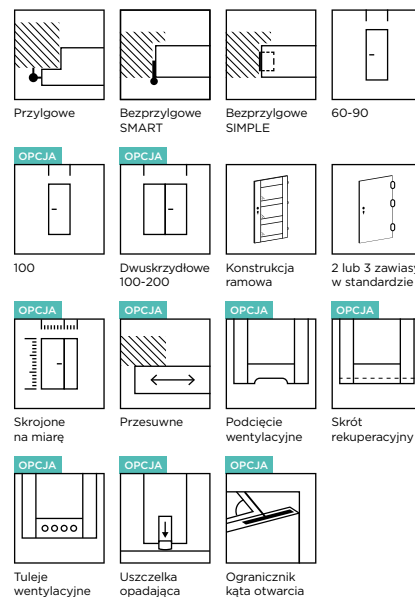 Przylgowe
Bezprzylgowe
SMART
Bezprzylgowe
SIMPLE
60-90
OPCJA
100
OPCJA
Dwuskrzydłowe
100-200
Konstrukcja
ramowa
2 lub 3 zawiasy
w standardzie
OPCJA
Skrojone
na miarę
OPCJA
Przesuwne
OPCJA
Podcięcie
wentylacyjne
OPCJA
Skrót
rekuperacyjny
OPCJA
Tuleje
wentylacyjne
OPCJA
Uszczelka
opadająca
OPCJA
Ogranicznik
kąta otwarcia